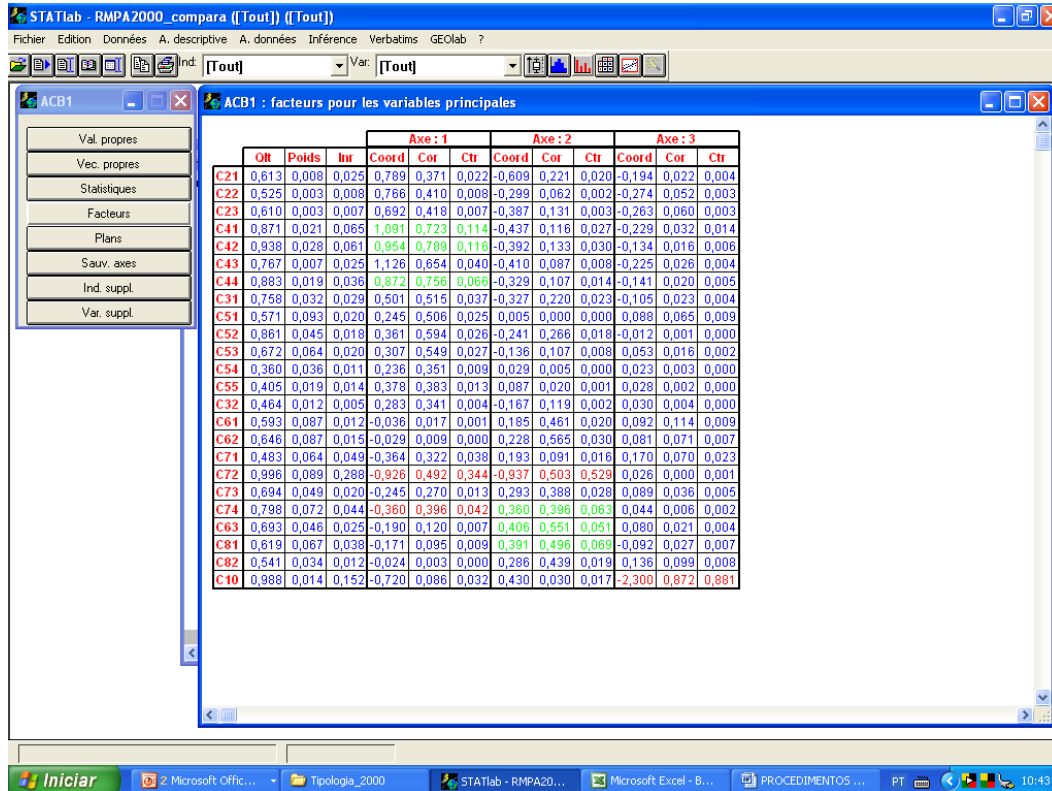 STATlab - RMPA2000_compara ([Tout]) ([Tout])
Fichier Edition Données A. descriptive A. données Inférence Verbatims GEOlab ?
Ind: [Tout] Var: [Tout]
ACB1
Val. propres
Vec. propres
Statistiques
Facteurs
Plans
Sauv. axes
Ind. suppl.
Var. suppl.
ACB1 : facteurs pour les variables principales
Axe : 1 Axe : 2 Axe : 3
Qlt Poids Inr Coord Cor Ctr Coord Cor Ctr Coord Cor Ctr
C21 0,613 0,008 0,025 0,789 0,371 0,022 -0,609 0,221 0,020 -0,194 0,022 0,004
C22 0,525 0,003 0,008 0,766 0,410 0,008 -0,299 0,062 0,002 -0,274 0,052 0,003
C23 0,610 0,003 0,007 0,692 0,418 0,007 -0,387 0,131 0,003 -0,263 0,060 0,003
C41 0,871 0,021 0,065 1,091 0,723 0,114 -0,437 0,116 0,027 -0,229 0,032 0,014
C42 0,938 0,028 0,061 0,954 0,789 0,116 -0,392 0,133 0,030 -0,134 0,016 0,006
C43 0,767 0,007 0,025 1,126 0,654 0,040 -0,410 0,087 0,008 -0,225 0,026 0,004
C44 0,883 0,019 0,036 0,872 0,756 0,066 -0,329 0,107 0,014 -0,141 0,020 0,005
C31 0,758 0,032 0,029 0,501 0,515 0,037 -0,327 0,220 0,023 -0,105 0,023 0,004
C51 0,571 0,093 0,020 0,245 0,506 0,025 0,005 0,000 0,000 0,088 0,065 0,009
C52 0,861 0,045 0,018 0,361 0,594 0,026 -0,241 0,266 0,018 -0,012 0,001 0,000
C53 0,672 0,064 0,020 0,307 0,549 0,027 -0,136 0,107 0,008 0,053 0,016 0,002
C54 0,360 0,036 0,011 0,236 0,351 0,009 0,029 0,005 0,000 0,023 0,003 0,000
C55 0,405 0,019 0,014 0,378 0,383 0,013 0,087 0,020 0,001 0,028 0,002 0,000
C32 0,464 0,012 0,005 0,283 0,341 0,004 -0,167 0,119 0,002 0,030 0,004 0,000
C61 0,593 0,087 0,012 -0,036 0,017 0,001 0,185 0,461 0,020 0,092 0,114 0,009
C62 0,646 0,087 0,015 -0,029 0,009 0,000 0,228 0,565 0,030 0,081 0,071 0,007
C71 0,483 0,064 0,049 -0,364 0,322 0,038 0,193 0,091 0,016 0,170 0,070 0,023
C72 0,996 0,089 0,288 -0,926 0,492 0,344 -0,937 0,503 0,529 0,026 0,000 0,001
C73 0,694 0,049 0,020 -0,245 0,270 0,013 0,293 0,388 0,028 0,089 0,036 0,005
C74 0,798 0,072 0,044 -0,360 0,396 0,042 0,360 0,396 0,063 0,044 0,006 0,002
C63 0,693 0,046 0,025 -0,190 0,120 0,007 0,406 0,551 0,051 0,080 0,021 0,004
C81 0,619 0,067 0,038 -0,171 0,095 0,009 0,391 0,496 0,069 -0,092 0,027 0,007
C82 0,541 0,034 0,012 -0,024 0,003 0,000 0,286 0,439 0,019 0,136 0,099 0,008
C10 0,988 0,014 0,152 -0,720 0,086 0,032 0,430 0,030 0,017 -2,300 0,872 0,881
Iniciar 2 Microsoft Offic... Tipologia_2000 STATlab - RMPA20... Microsoft Excel - B... PROCEDIMENTOS ... PT 10:43